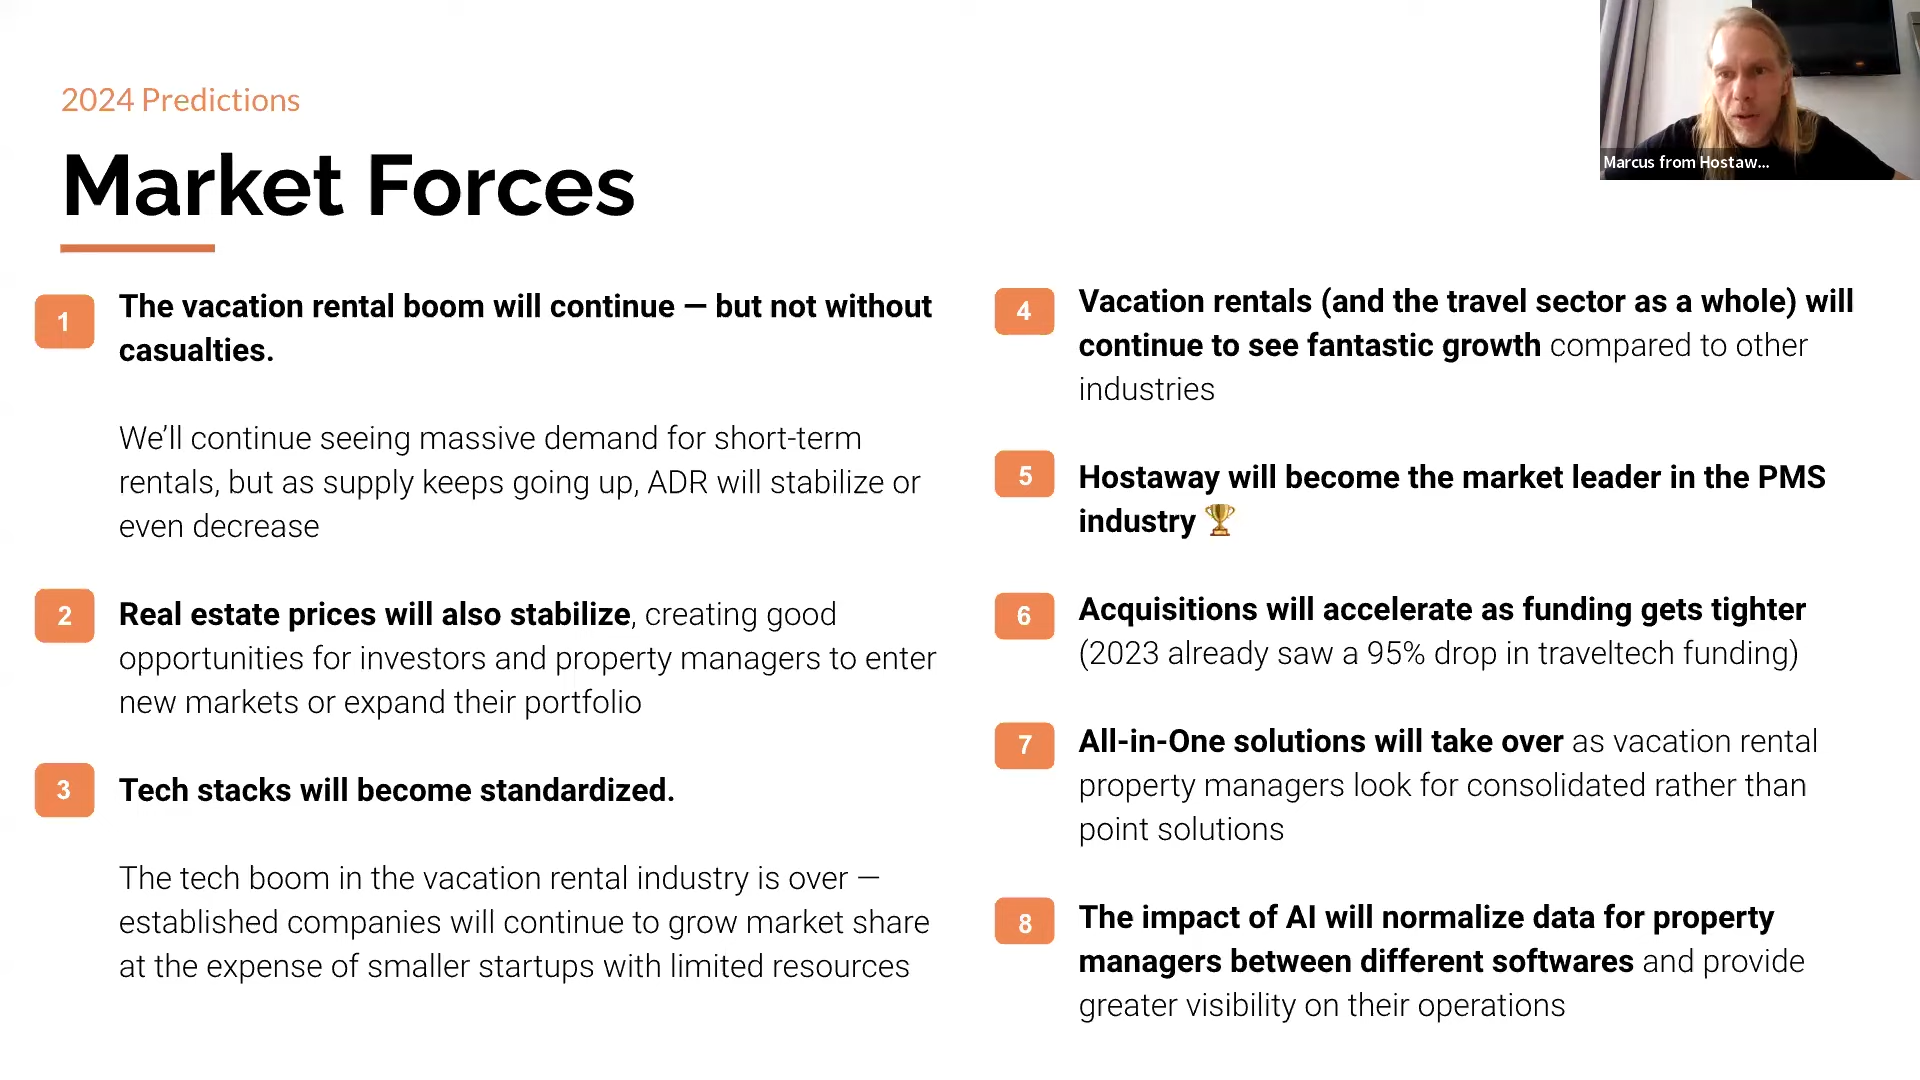 2024 Predictions
Market Forces
1
The vacation rental boom will continue — but not without
casualties.
We’ll continue seeing massive demand for short-term
rentals, but as supply keeps going up, ADR will stabilize or
even decrease
2
Real estate prices will also stabilize, creating good
opportunities for investors and property managers to enter
new markets or expand their portfolio
3
Tech stacks will become standardized.
The tech boom in the vacation rental industry is over —
established companies will continue to grow market share
at the expense of smaller startups with limited resources
4
Vacation rentals (and the travel sector as a whole) will
continue to see fantastic growth compared to other
industries
5
Hostaway will become the market leader in the PMS
industry 🏆
6
Acquisitions will accelerate as funding gets tighter
(2023 already saw a 95% drop in traveltech funding)
7
All-in-One solutions will take over as vacation rental
property managers look for consolidated rather than
point solutions
8
The impact of AI will normalize data for property
managers between different softwares and provide
greater visibility on their operations
Marcus from Hostaw...